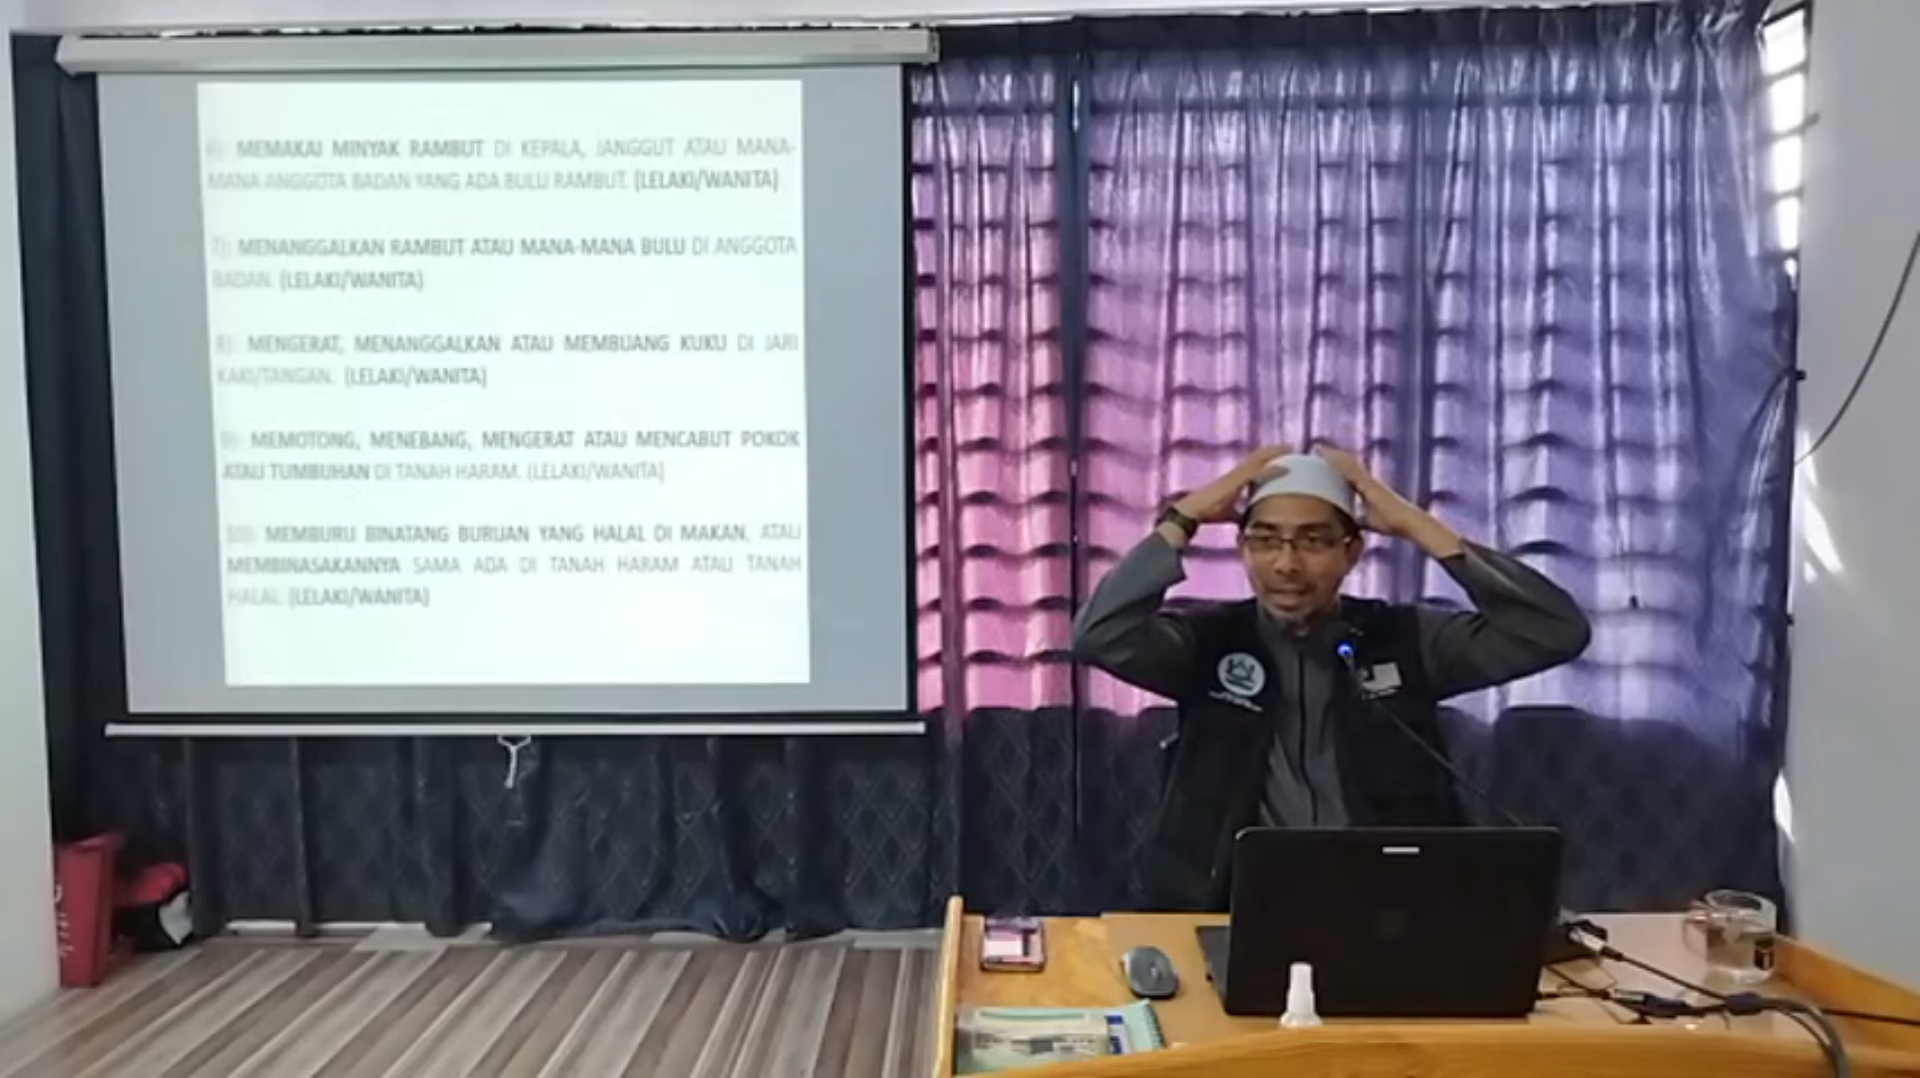 6) MEMAKAI MINYAK RAMBUT DI KEPALA, JANGGUT ATAU MANA-
MANA ANGGOTA BADAN YANG ADA BULU RAMBUT. (LELAKI/WANITA)
7) MENANGGALKAN RAMBUT ATAU MANA-MANA BULU DI ANGGOTA
BADAN. (LELAKI/WANITA)
8) MENGERAT, MENANGGALKAN ATAU MEMBUANG KUKU DI JARI
KAKI/TANGAN. (LELAKI/WANITA)
9) MEMOTONG, MENEBANG, MENGERAT ATAU MENCABUT POKOK
ATAU TUMBUHAN DI TANAH HARAM. (LELAKI/WANITA)
10) MEMBURU BINATANG BURUAN YANG HALAL DI MAKAN, ATAU
MEMBINASAKANNYA SAMA ADA DI TANAH HARAM ATAU TANAH
HALAL. (LELAKI/WANITA)